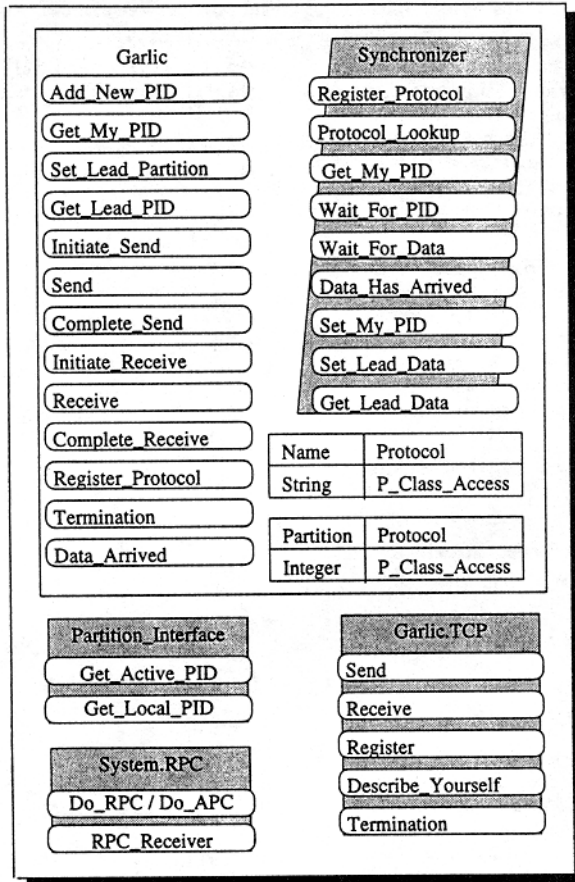 Garlic
Add_New_PID
Get_My_PID
Set_Lead_Partition
Get_Lead_PID
Initiate_Send
Send
Complete_Send
Initiate_Receive
Receive
Complete_Receive
Register_Protocol
Termination
Data_Arrived
Synchronizer
Register_Protocol
Protocol_Lookup
Get_My_PID
Wait_For_PID
Wait_For_Data
Data_Has_Arrived
Set_My_PID
Set_Lead_Data
Get_Lead_Data
Name Protocol
String P_Class_Access
Partition Protocol
Integer P_Class_Access
Partition_Interface
Get_Active_PID
Get_Local_PID
System.RPC
Do_RPC / Do_APC
RPC_Receiver
Garlic.TCP
Send
Receive
Register
Describe_Yourself
Termination